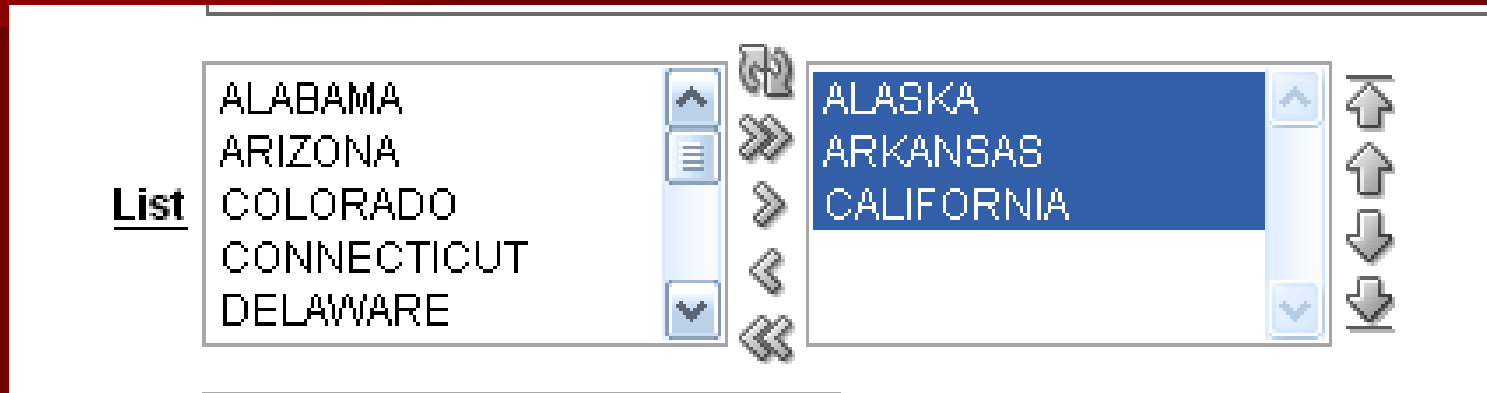 List
ALABAMA
ARIZONA
COLORADO
CONNECTICUT
DELAWARE
ALASKA
ARKANSAS
CALIFORNIA